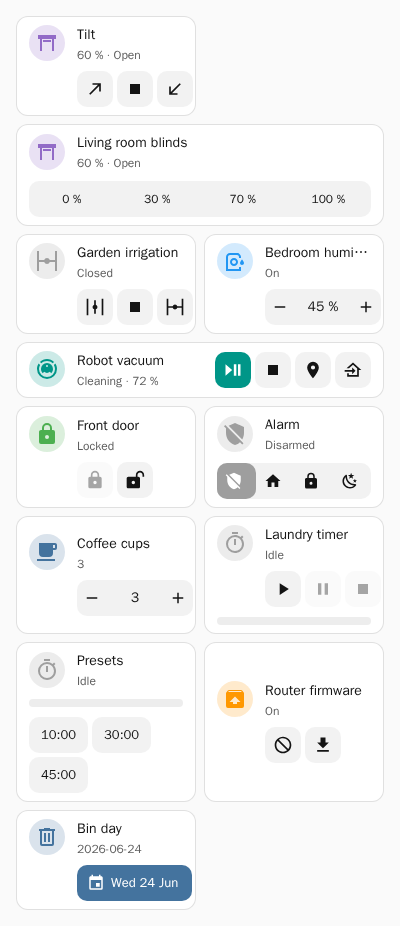 Tilt
60 % · Open
Living room blinds
60 % · Open
0 % 30 % 70 % 100 %
Garden irrigation
Closed
Bedroom humi···
On
45 %
Robot vacuum
Cleaning · 72 %
Front door
Locked
Alarm
Disarmed
Coffee cups
3
3
Laundry timer
Idle
Presets
Idle
10:00 30:00
45:00
Router firmware
On
Bin day
2026-06-24
Wed 24 Jun